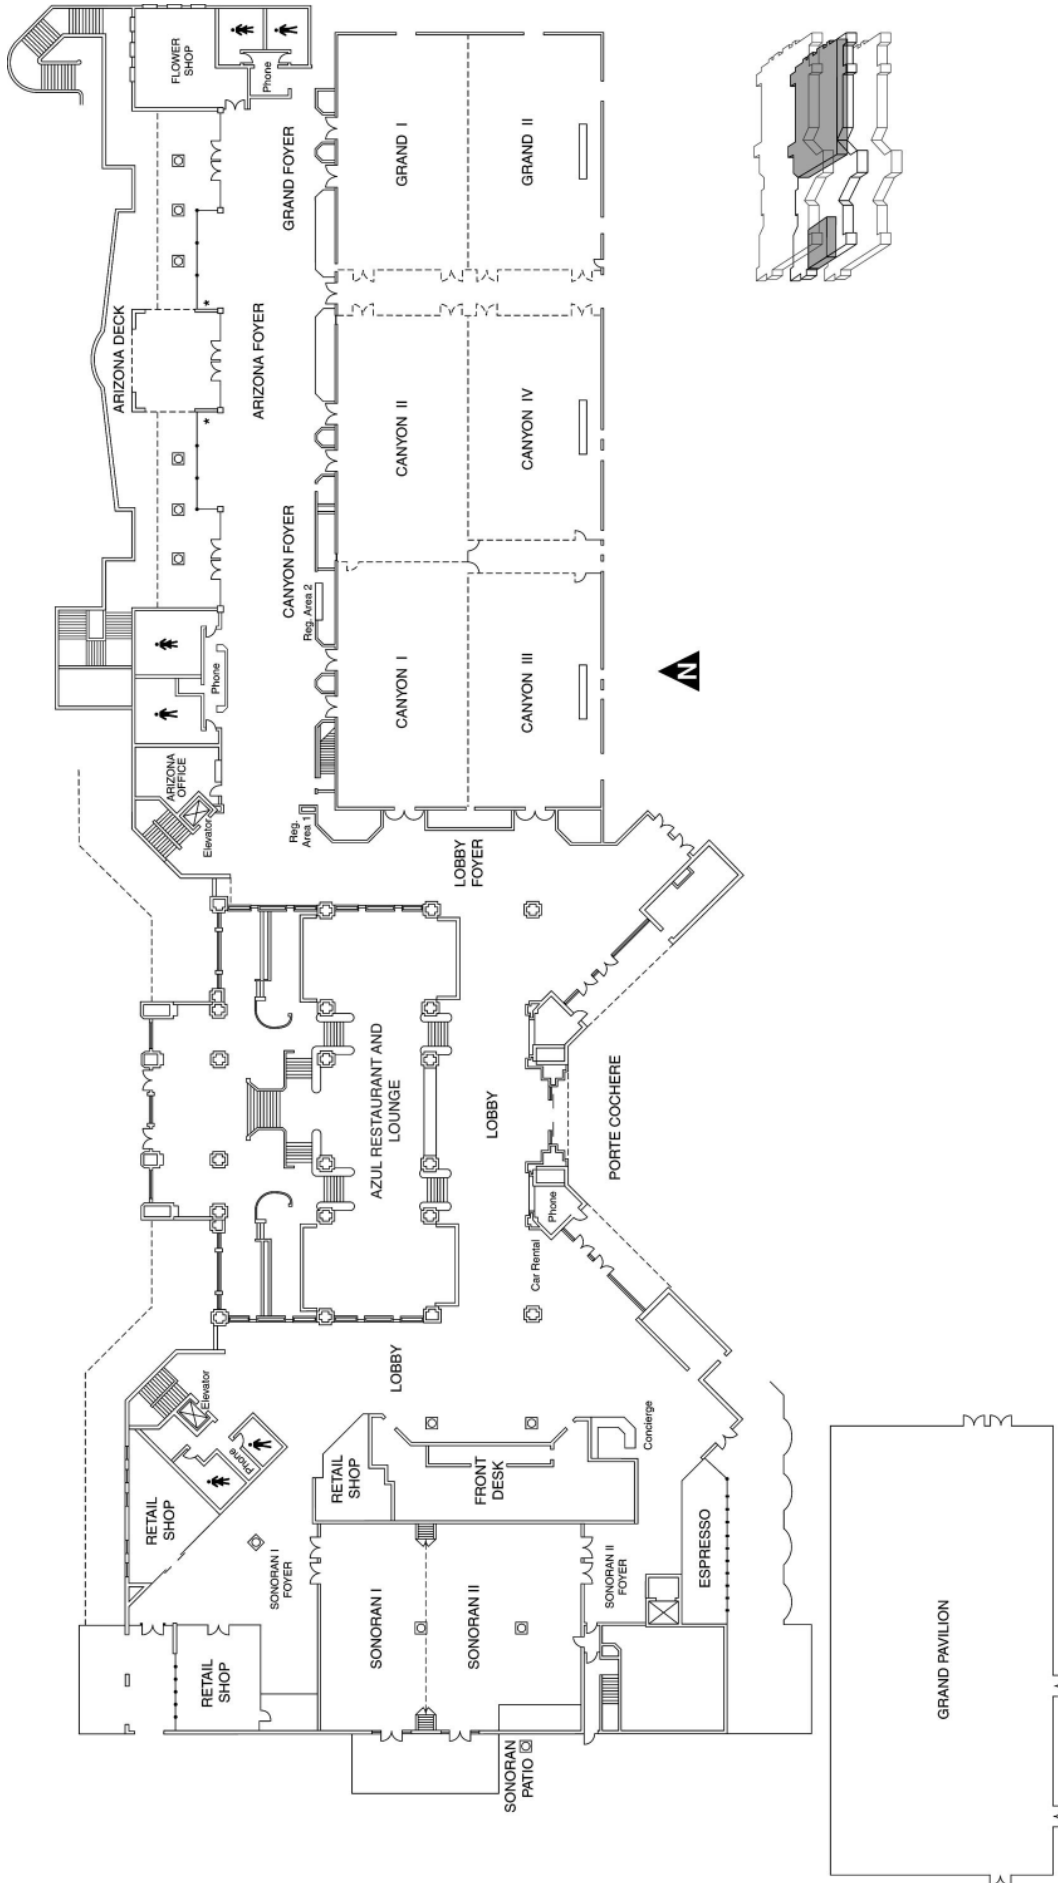 FLOWER
SHOP
Phone
GRAND FOYER
GRAND I
GRAND II
ARIZONA DECK
*
ARIZONA FOYER
*
CANYON II
CANYON IV
CANYON FOYER
Reg. Area 2
CANYON I
CANYON III
N
Phone
ARIZONA
OFFICE
Elevator
Reg.
Area 1
LOBBY
FOYER
AZUL RESTAURANT AND
LOUNGE
LOBBY
PORTE COCHERE
Phone
Car Rental
LOBBY
Elevator
Phone
Concierge
RETAIL
SHOP
RETAIL
SHOP
FRONT
DESK
SONORAN I
FOYER
SONORAN II
FOYER
ESPRESSO
SONORAN I
SONORAN II
RETAIL
SHOP
SONORAN
PATIO
GRAND PAVILION